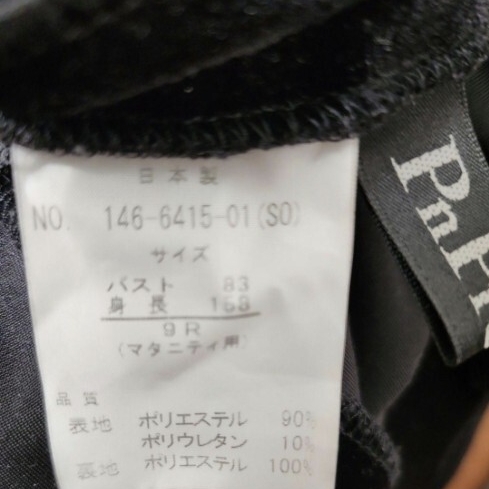 日本製
NO. 146-6415-01(SO)
サイズ
バスト 83
身長 158
9R
(マタニティ用)
品質
表地 ポリエステル 90%
ポリウレタン 10%
裏地 ポリエステル 100%